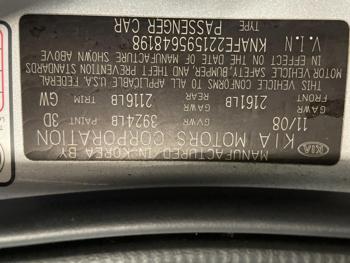 MANUFACTURED IN KOREA BY
KIA MOTORS CORPORATION
KIA
11/08 GVWR 3924LB PAINT 3D
GAWR FRONT 2161LB GAWR REAR 2116LB TRIM GW
THIS VEHICLE CONFORMS TO ALL APPLICABLE U.S.A. FEDERAL
MOTOR VEHICLE SAFETY, BUMPER, AND THEFT PREVENTION STANDARDS
IN EFFECT ON THE DATE OF THE MANUFACTURE SHOWN ABOVE
V.I.N KNAFE221595648198
TYPE PASSENGER CAR